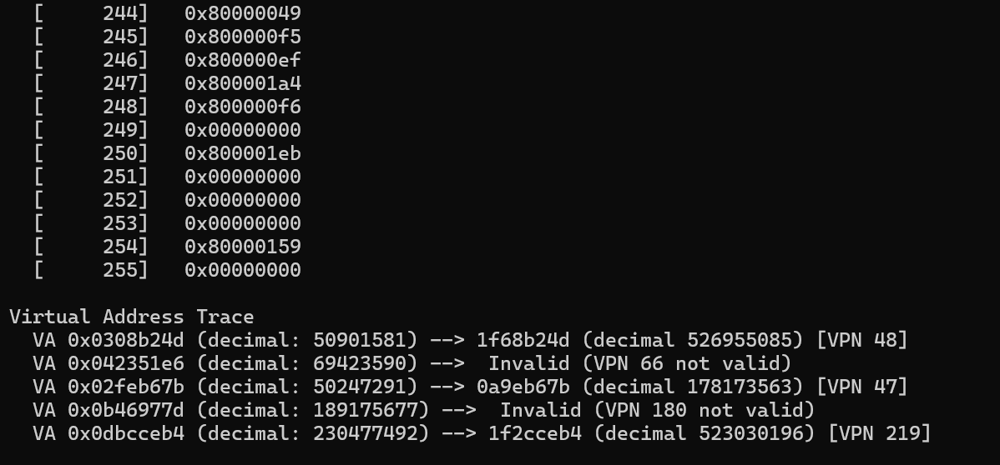 [      244]   0x80000049
[      245]   0x800000f5
[      246]   0x800000ef
[      247]   0x800001a4
[      248]   0x800000f6
[      249]   0x00000000
[      250]   0x800001eb
[      251]   0x00000000
[      252]   0x00000000
[      253]   0x00000000
[      254]   0x80000159
[      255]   0x00000000
Virtual Address Trace
VA 0x0308b24d (decimal: 50901581) --> 1f68b24d (decimal 526955085) [VPN 48]
VA 0x042351e6 (decimal: 69423590) -->  Invalid (VPN 66 not valid)
VA 0x02feb67b (decimal: 50247291) --> 0a9eb67b (decimal 178173563) [VPN 47]
VA 0x0b46977d (decimal: 189175677) -->  Invalid (VPN 180 not valid)
VA 0x0dbcceb4 (decimal: 230477492) --> 1f2cceb4 (decimal 523030196) [VPN 219]